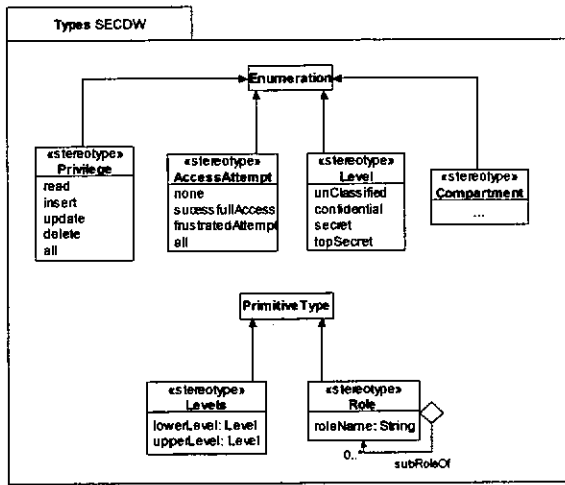 Types SECDW
Enumeration
«stereotype»
Privilege
read
insert
update
delete
all
«stereotype»
AccessAttempt
none
sucessfullAccess
frustratedAttempt
all
«stereotype»
Level
unClassified
confidential
secret
topSecret
«stereotype»
Compartment
...
PrimitiveType
«stereotype»
Levels
lowerLevel: Level
upperLevel: Level
«stereotype»
Role
roleName: String
0..
subRoleOf